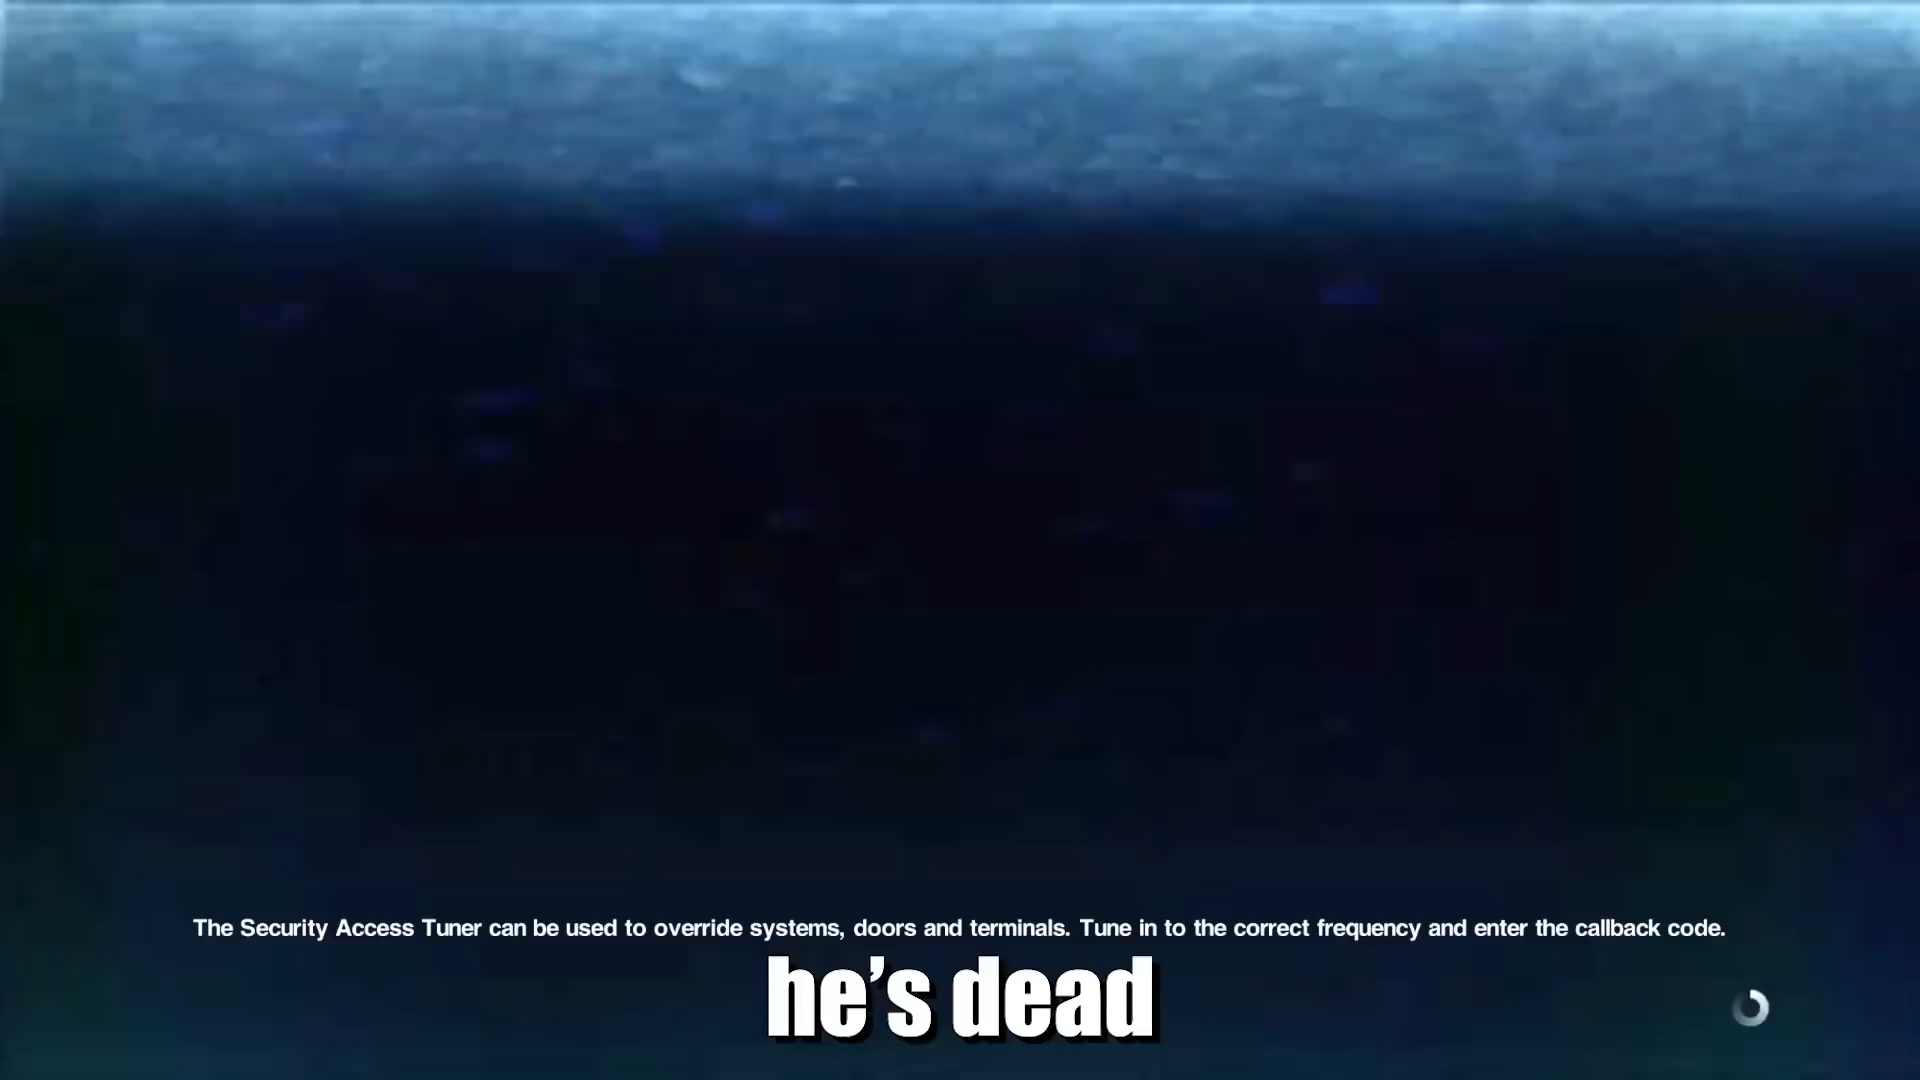 The Security Access Tuner can be used to override systems, doors and terminals. Tune in to the correct frequency and enter the callback code.
he’s dead